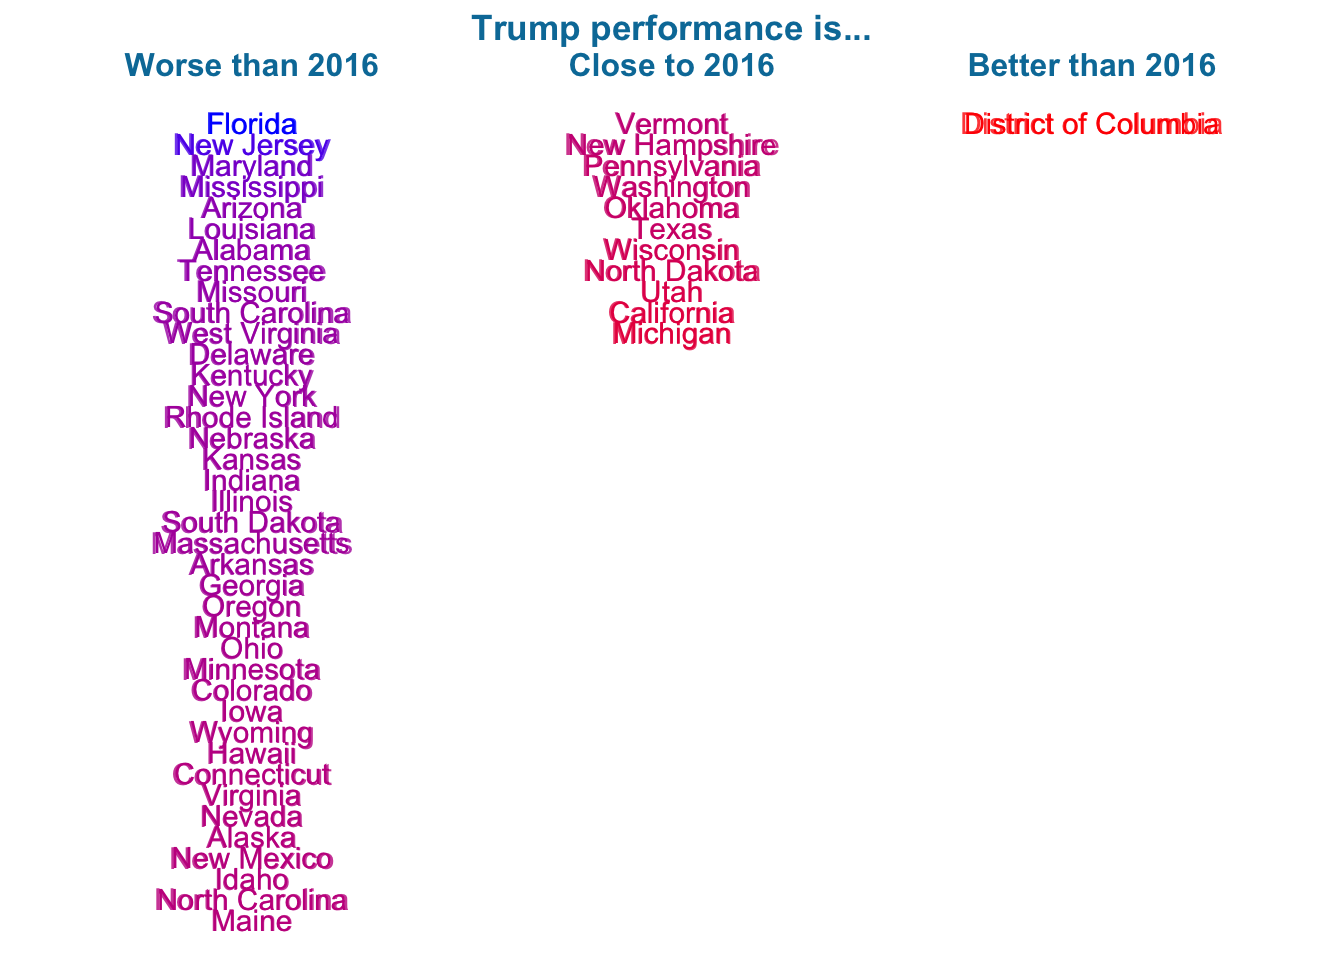 Trump performance is...
Worse than 2016
Close to 2016
Better than 2016
Florida
New Jersey
Maryland
Mississippi
Arizona
Louisiana
Alabama
Tennessee
Missouri
South Carolina
West Virginia
Delaware
Kentucky
New York
Rhode Island
Nebraska
Kansas
Indiana
Illinois
South Dakota
Massachusetts
Arkansas
Georgia
Oregon
Montana
Ohio
Minnesota
Colorado
Iowa
Wyoming
Hawaii
Connecticut
Virginia
Nevada
Alaska
New Mexico
Idaho
North Carolina
Maine
Vermont
New Hampshire
Pennsylvania
Washington
Oklahoma
Texas
Wisconsin
North Dakota
Utah
California
Michigan
District of Columbia